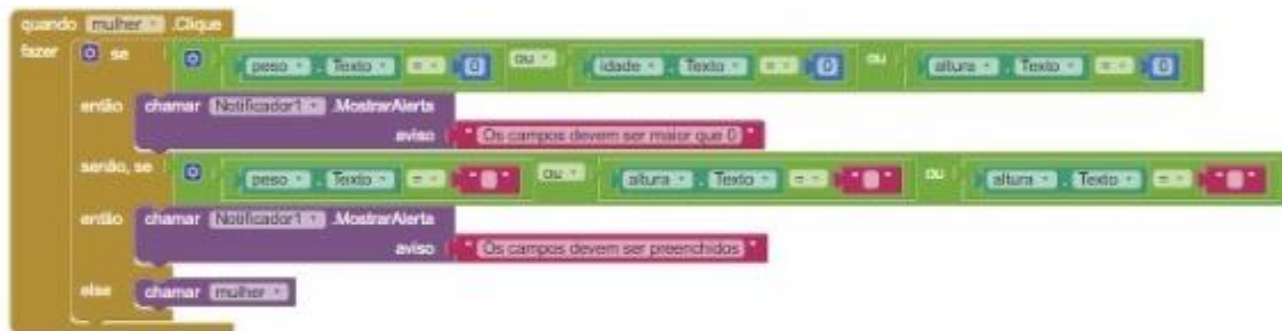 quando mulher .Clique
fazer se peso . Texto = 0 ou idade . Texto = 0 ou altura . Texto = 0
então chamar Notificador1 .MostrarAlerta
aviso " Os campos devem ser maior que 0 "
senão, se peso . Texto = " " ou altura . Texto = " " ou altura . Texto = " "
então chamar Notificador1 .MostrarAlerta
aviso " Os campos devem ser preenchidos "
else chamar mulher